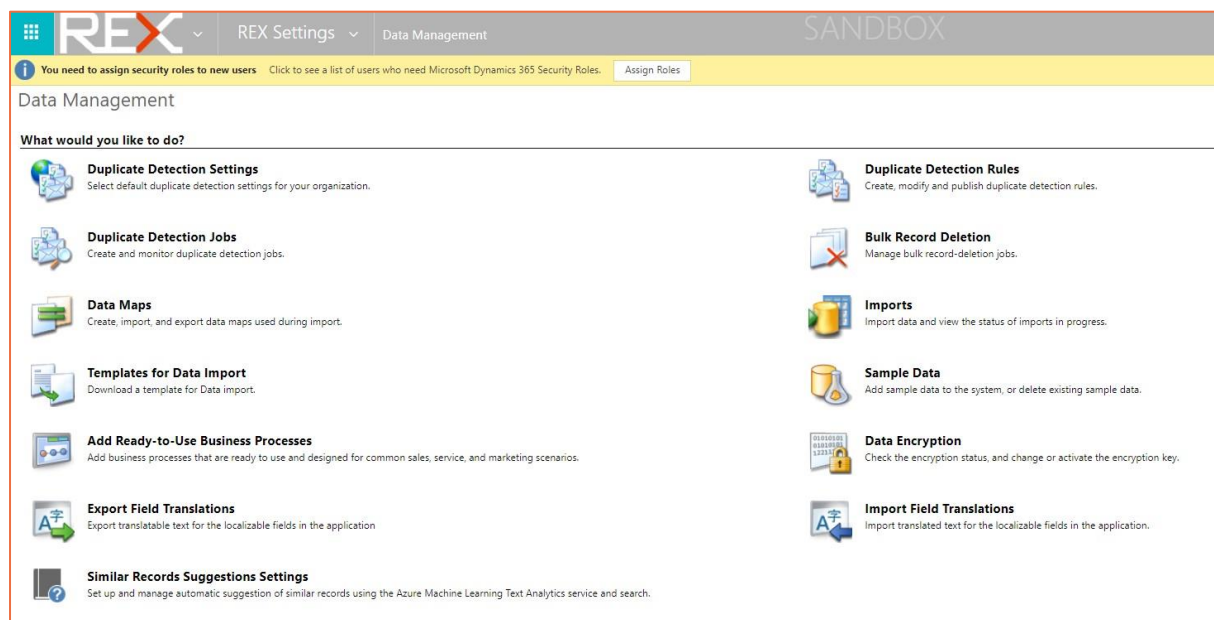 REX REX Settings Data Management SANDBOX
You need to assign security roles to new users Click to see a list of users who need Microsoft Dynamics 365 Security Roles. Assign Roles
Data Management
What would you like to do?
Duplicate Detection Settings
Select default duplicate detection settings for your organization.
Duplicate Detection Rules
Create, modify and publish duplicate detection rules.
Duplicate Detection Jobs
Create and monitor duplicate detection jobs.
Bulk Record Deletion
Manage bulk record-deletion jobs.
Data Maps
Create, import, and export data maps used during import.
Imports
Import data and view the status of imports in progress.
Templates for Data Import
Download a template for Data import.
Sample Data
Add sample data to the system, or delete existing sample data.
Add Ready-to-Use Business Processes
Add business processes that are ready to use and designed for common sales, service, and marketing scenarios.
Data Encryption
Check the encryption status, and change or activate the encryption key.
Export Field Translations
Export translatable text for the localizable fields in the application
Import Field Translations
Import translated text for the localizable fields in the application.
Similar Records Suggestions Settings
Set up and manage automatic suggestion of similar records using the Azure Machine Learning Text Analytics service and search.